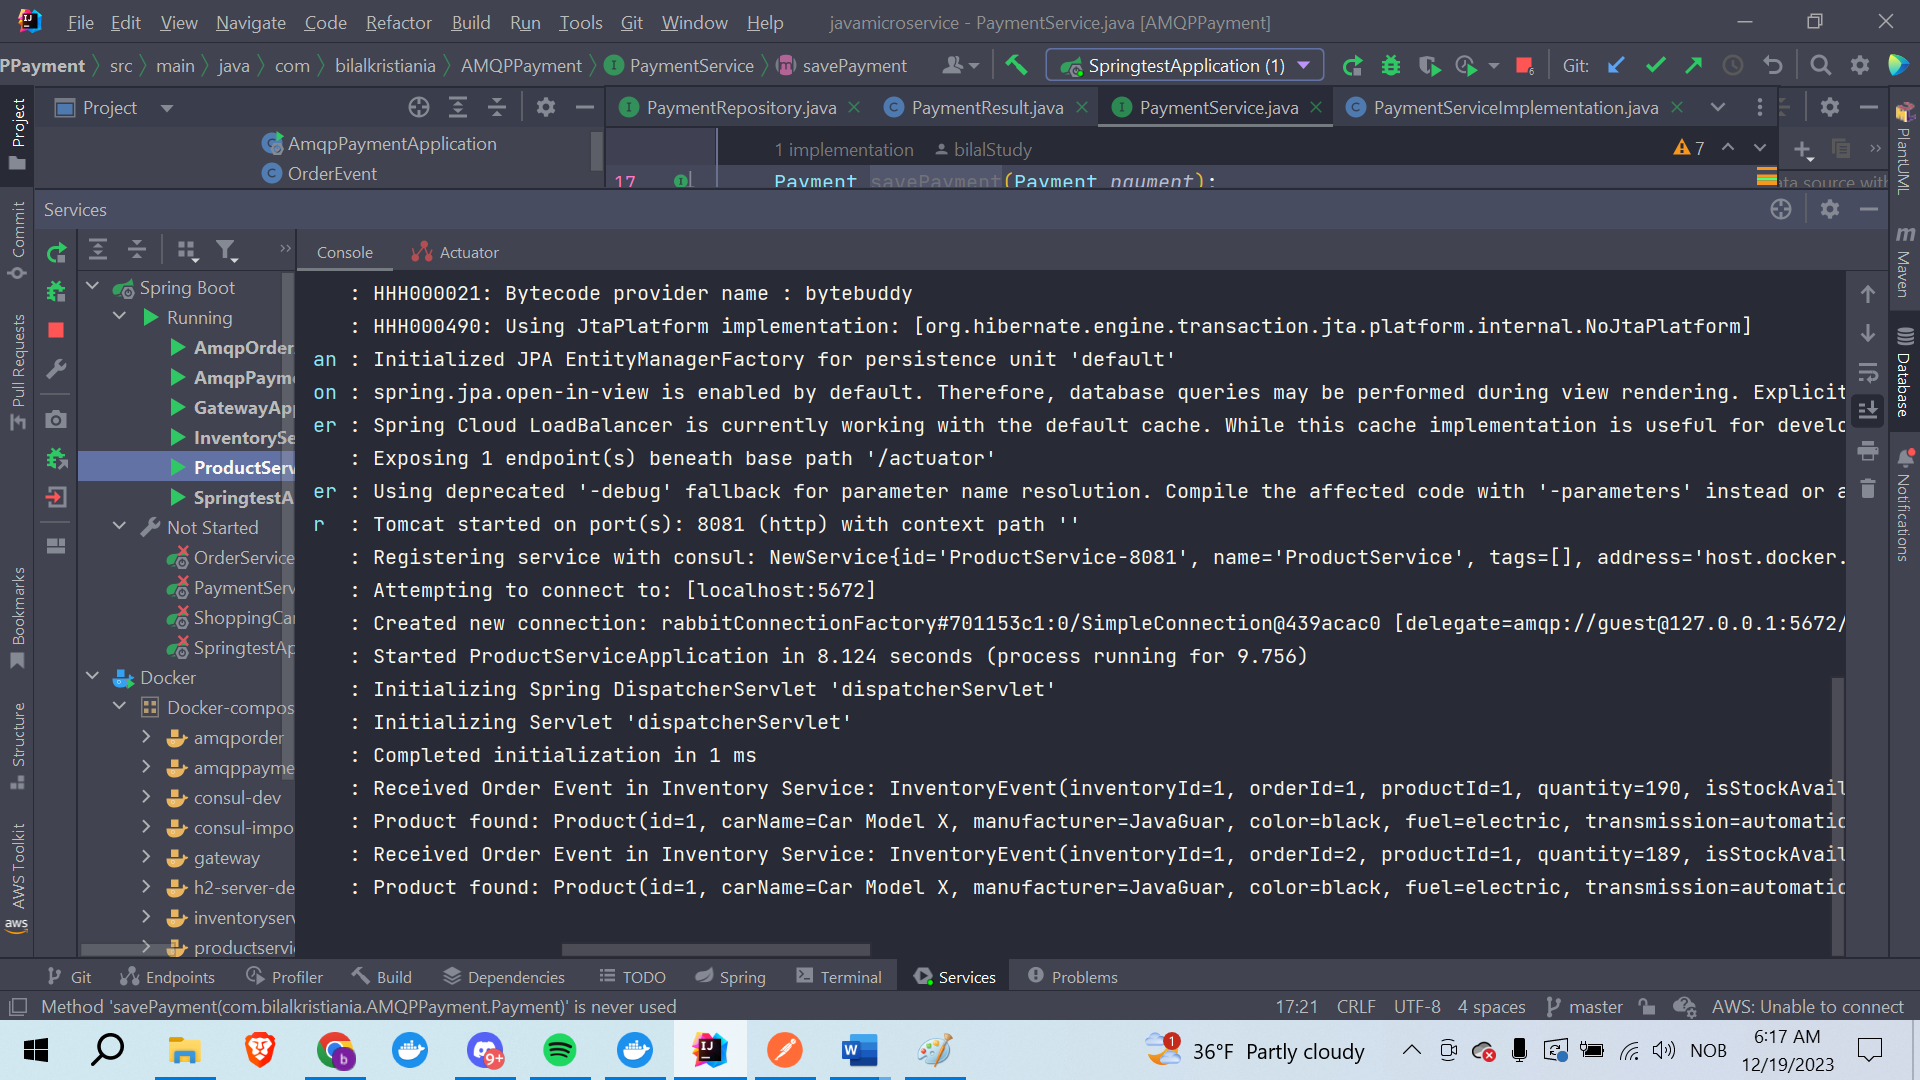 File Edit View Navigate Code Refactor Build Run Tools Git Window Help javamicroservice - PaymentService.java [AMQPPayment]
PPayment src main java com bilalkristiania AMQPPayment PaymentService savePayment SpringtestApplication (1) Git:
Project PaymentRepository.java PaymentResult.java PaymentService.java PaymentServiceImplementation.java
AmqpPaymentApplication
OrderEvent
1 implementation bilalStudy 7
17 Payment savePayment(Payment payment);
ata source with
Services
Console Actuator
Spring Boot
Running
AmqpOrder
AmqpPaym
GatewayApp
InventorySe
ProductServ
SpringtestA
Not Started
OrderService
PaymentServ
ShoppingCar
SpringtestAp
Docker
Docker-compos
amqporder
amqppayme
consul-dev
consul-impo
gateway
h2-server-de
inventoryserv
productservi
: HHH000021: Bytecode provider name : bytebuddy
: HHH000490: Using JtaPlatform implementation: [org.hibernate.engine.transaction.jta.platform.internal.NoJtaPlatform]
an : Initialized JPA EntityManagerFactory for persistence unit 'default'
on : spring.jpa.open-in-view is enabled by default. Therefore, database queries may be performed during view rendering. Explicit
er : Spring Cloud LoadBalancer is currently working with the default cache. While this cache implementation is useful for develo
: Exposing 1 endpoint(s) beneath base path '/actuator'
er : Using deprecated '-debug' fallback for parameter name resolution. Compile the affected code with '-parameters' instead or a
r : Tomcat started on port(s): 8081 (http) with context path ''
: Registering service with consul: NewService{id='ProductService-8081', name='ProductService', tags=[], address='host.docker.
: Attempting to connect to: [localhost:5672]
: Created new connection: rabbitConnectionFactory#701153c1:0/SimpleConnection@439acac0 [delegate=amqp://guest@127.0.0.1:5672/
: Started ProductServiceApplication in 8.124 seconds (process running for 9.756)
: Initializing Spring DispatcherServlet 'dispatcherServlet'
: Initializing Servlet 'dispatcherServlet'
: Completed initialization in 1 ms
: Received Order Event in Inventory Service: InventoryEvent(inventoryId=1, orderId=1, productId=1, quantity=190, isStockAvail
: Product found: Product(id=1, carName=Car Model X, manufacturer=JavaGuar, color=black, fuel=electric, transmission=automatic
: Received Order Event in Inventory Service: InventoryEvent(inventoryId=1, orderId=2, productId=1, quantity=189, isStockAvail
: Product found: Product(id=1, carName=Car Model X, manufacturer=JavaGuar, color=black, fuel=electric, transmission=automatic
Project
Commit
Pull Requests
Bookmarks
Structure
AWS Toolkit
aws
PlantUML
m Maven
Database
Notifications
Git Endpoints Profiler Build Dependencies TODO Spring Terminal Services Problems
Method 'savePayment(com.bilalkristiania.AMQPPayment.Payment)' is never used 17:21 CRLF UTF-8 4 spaces master AWS: Unable to connect
b 9+ IJ W 1 36°F Partly cloudy NOB 6:17 AM
12/19/2023